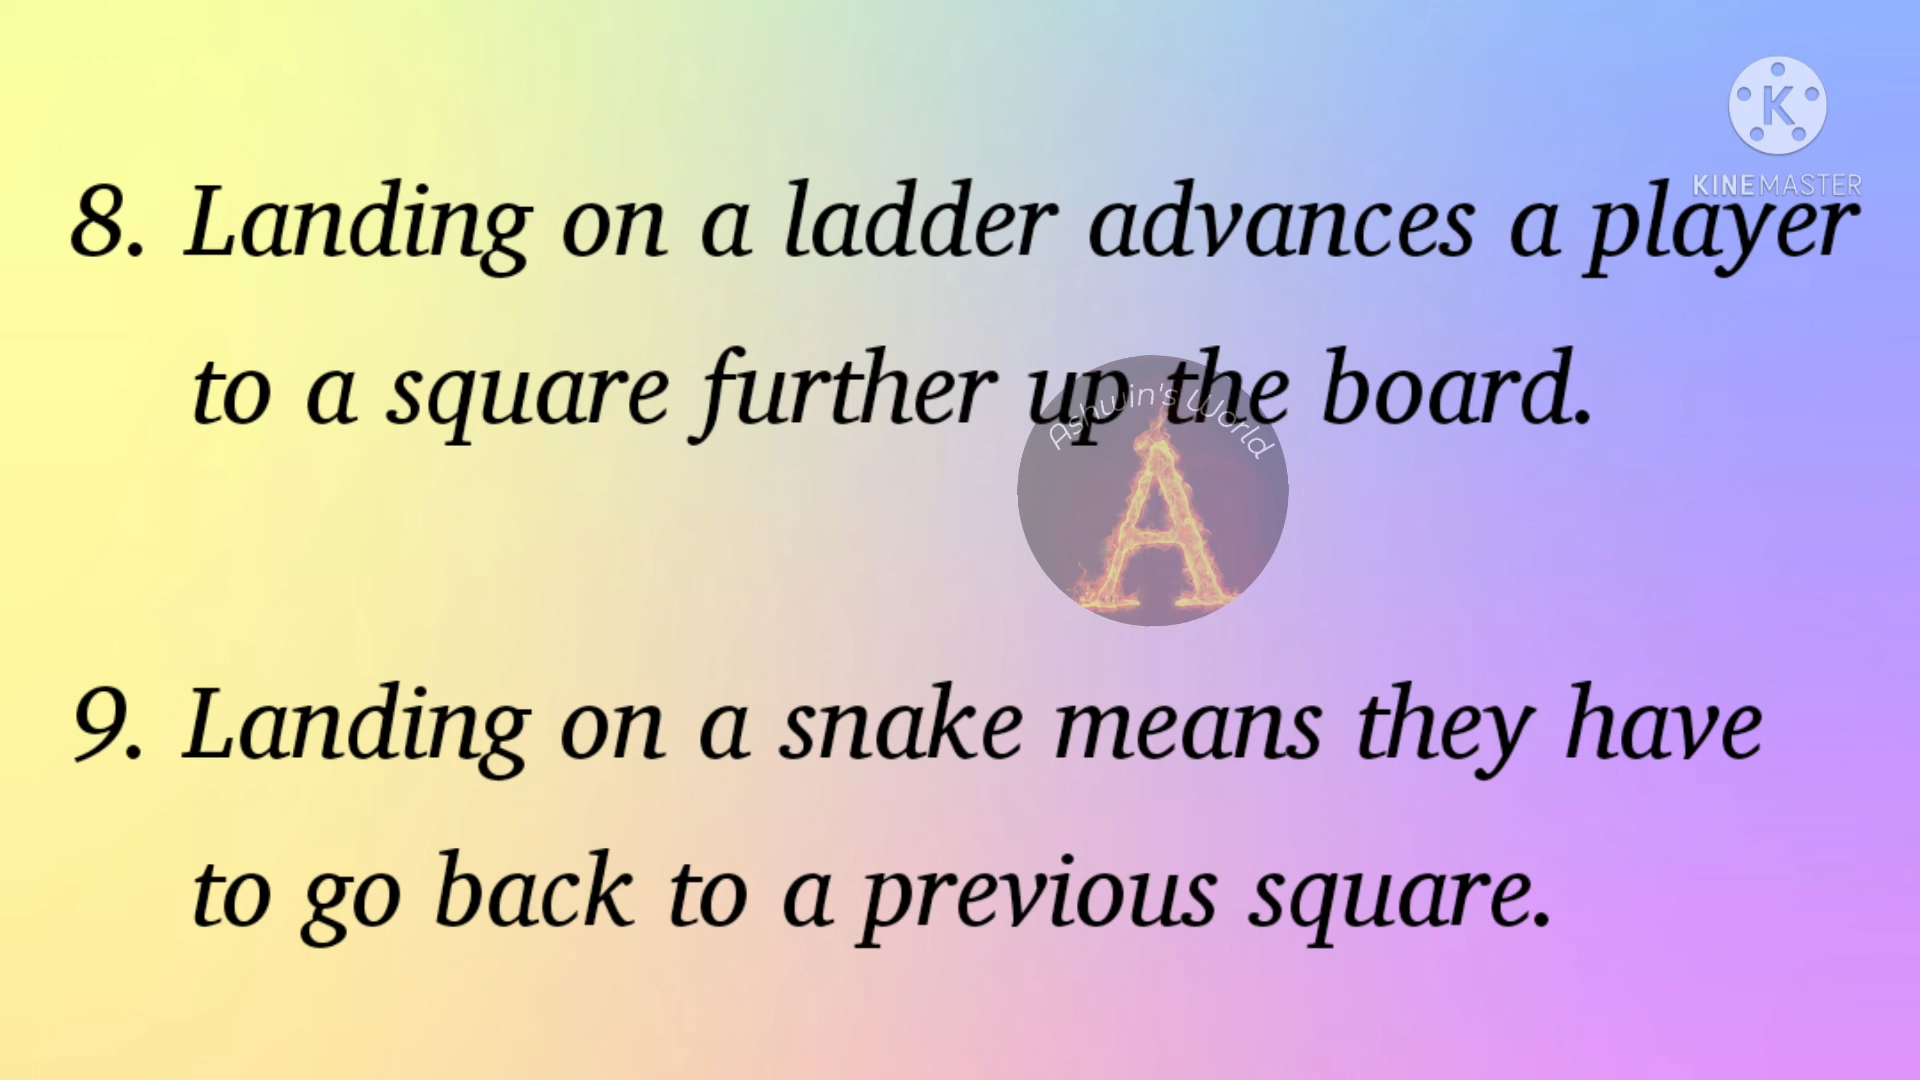 K
KINEMASTER
8. Landing on a ladder advances a player
to a square further up the board.
Ashwin's World
A
9. Landing on a snake means they have
to go back to a previous square.